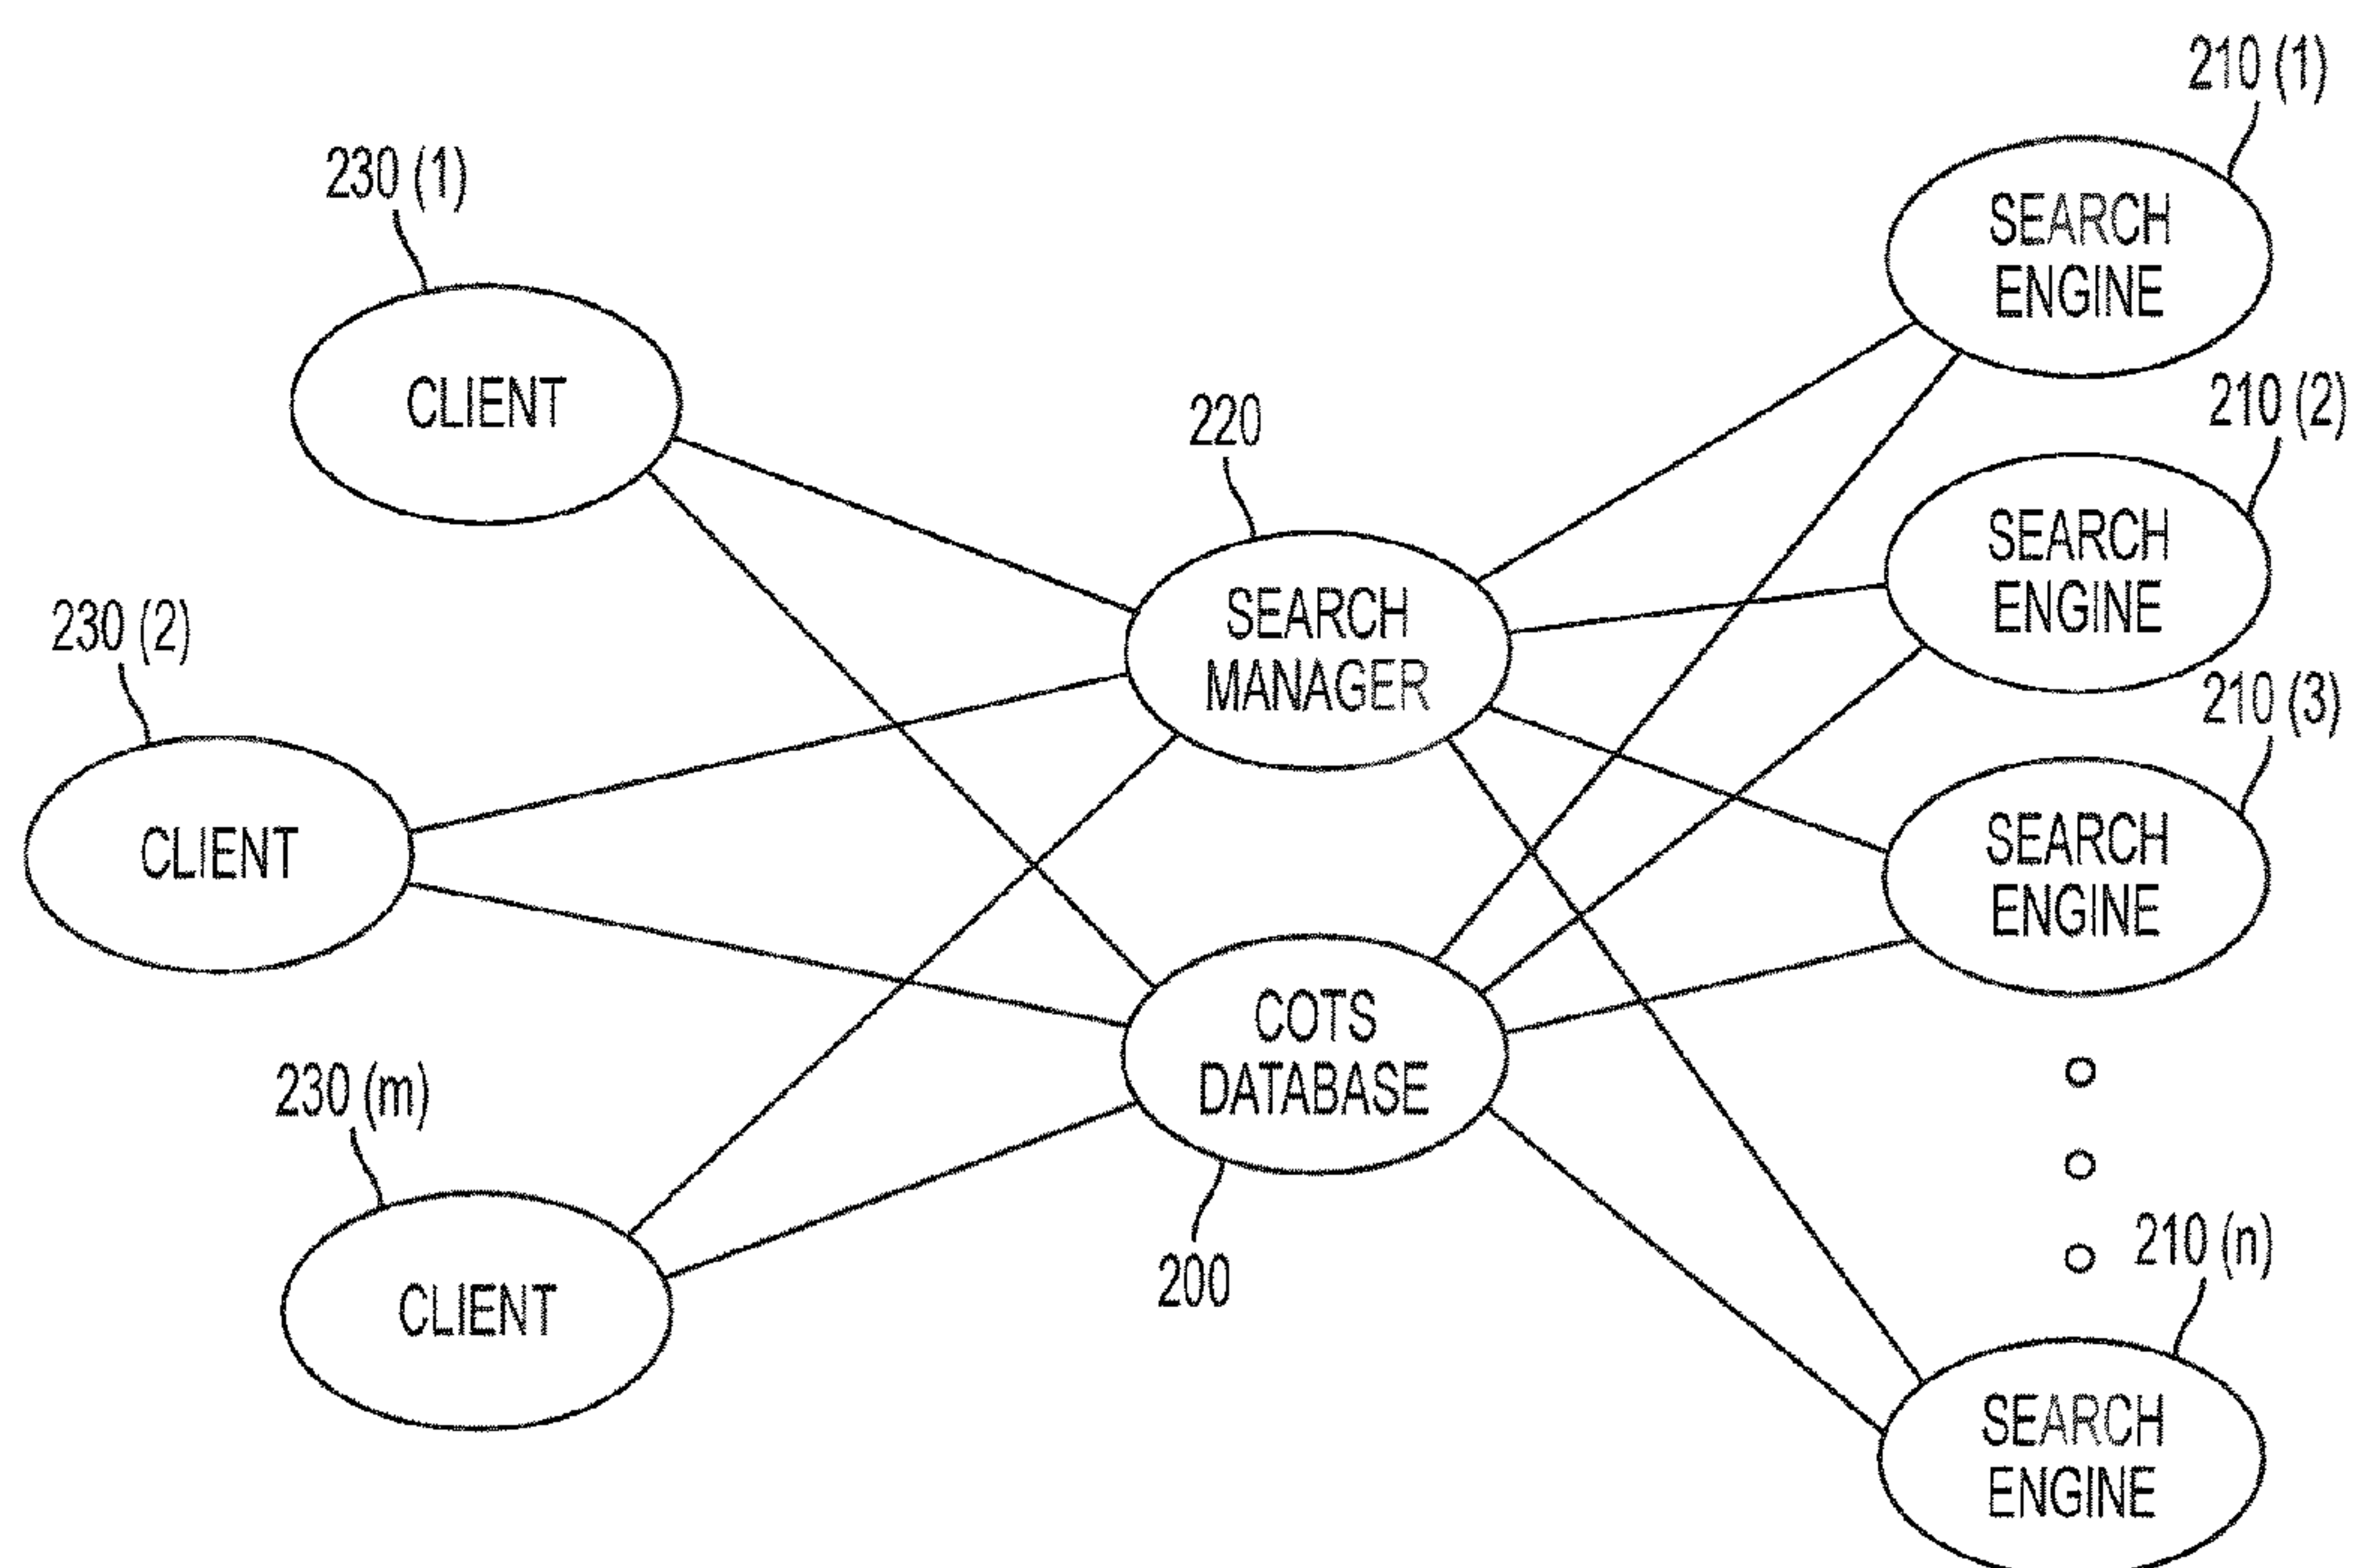 210 (1)
230 (1)
SEARCH
ENGINE
CLIENT
220
210 (2)
SEARCH
ENGINE
230 (2)
SEARCH
MANAGER
210 (3)
CLIENT
SEARCH
ENGINE
230 (m)
COTS
DATABASE
200
210 (n)
CLIENT
SEARCH
ENGINE